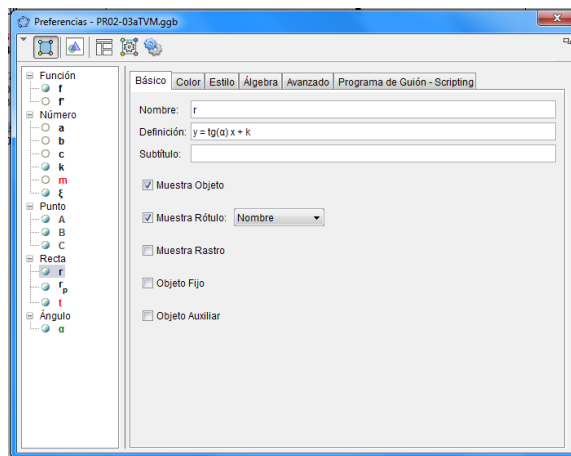 Preferencias - PR02-03aTVM.ggb
Función
f
f'
Número
a
b
c
k
m
ξ
Punto
A
B
C
Recta
r
r_p
t
Ángulo
α
Básico Color Estilo Álgebra Avanzado Programa de Guión - Scripting
Nombre: r
Definición: y = tg(α) x + k
Subtítulo:
Muestra Objeto
Muestra Rótulo: Nombre
Muestra Rastro
Objeto Fijo
Objeto Auxiliar